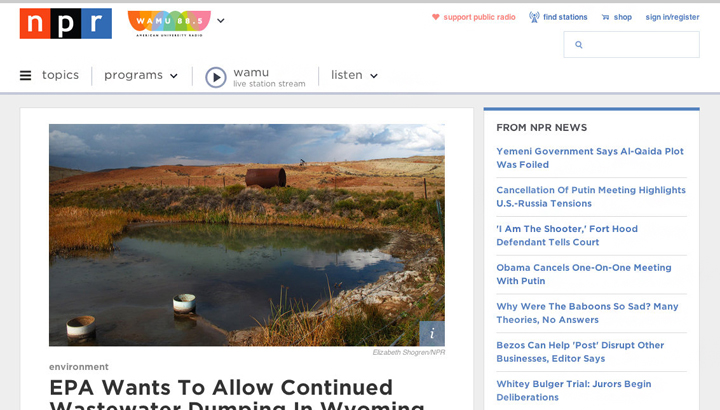 npr
WAMU 88.5
AMERICAN UNIVERSITY RADIO
support public radio
find stations
shop
sign in/register
topics
programs
wamu
live station stream
listen
i
Elizabeth Shogren/NPR
environment
EPA Wants To Allow Continued
Wastewater Dumping In Wyoming
FROM NPR NEWS
Yemeni Government Says Al-Qaida Plot
Was Foiled
Cancellation Of Putin Meeting Highlights
U.S.-Russia Tensions
'I Am The Shooter,' Fort Hood
Defendant Tells Court
Obama Cancels One-On-One Meeting
With Putin
Why Were The Baboons So Sad? Many
Theories, No Answers
Bezos Can Help 'Post' Disrupt Other
Businesses, Editor Says
Whitey Bulger Trial: Jurors Begin
Deliberations